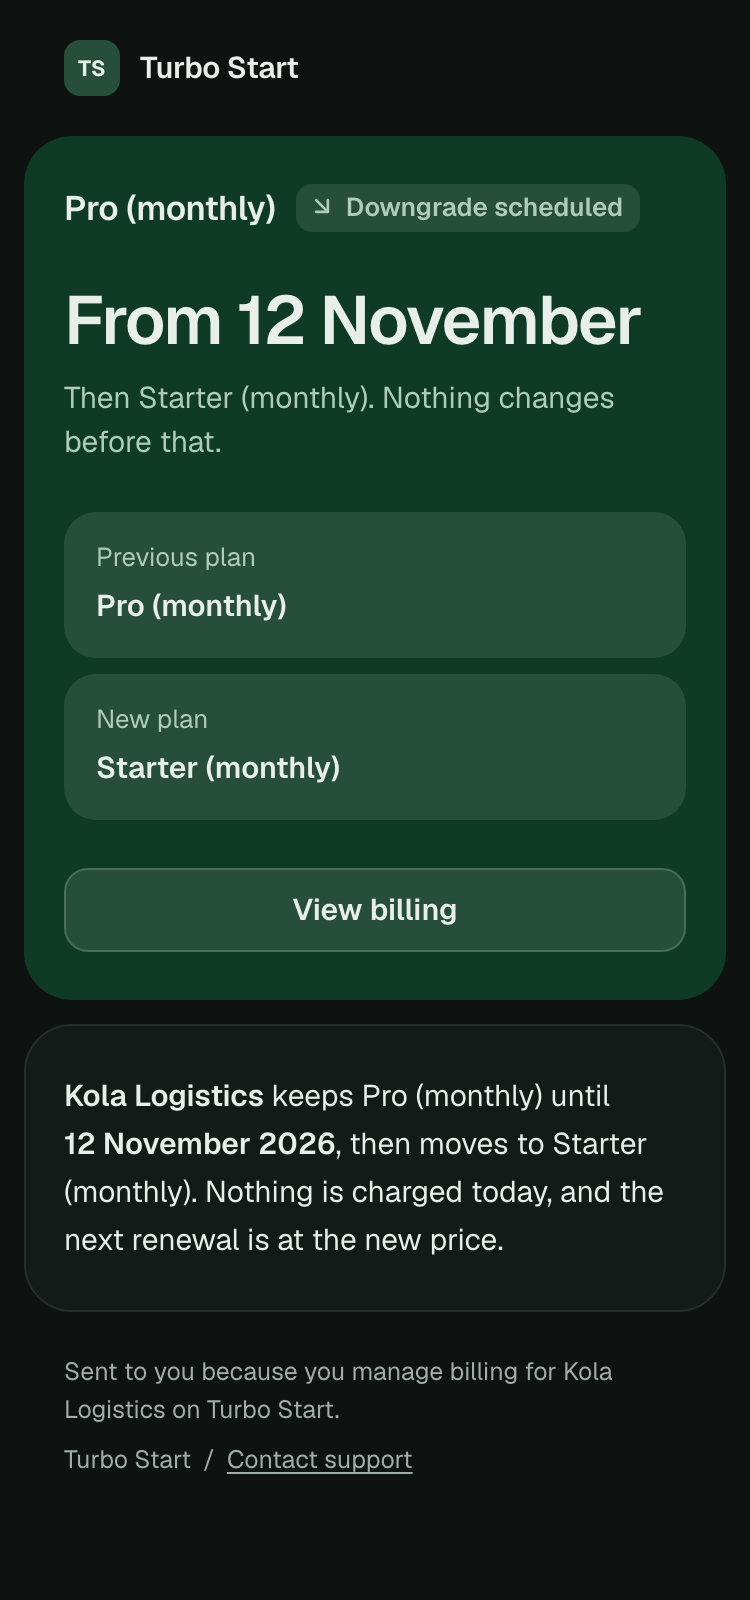 TS
Turbo Start
Pro (monthly)
Downgrade scheduled
From 12 November
Then Starter (monthly). Nothing changes
before that.
Previous plan
Pro (monthly)
New plan
Starter (monthly)
View billing
Kola Logistics keeps Pro (monthly) until
12 November 2026, then moves to Starter
(monthly). Nothing is charged today, and the
next renewal is at the new price.
Sent to you because you manage billing for Kola
Logistics on Turbo Start.
Turbo Start / Contact support